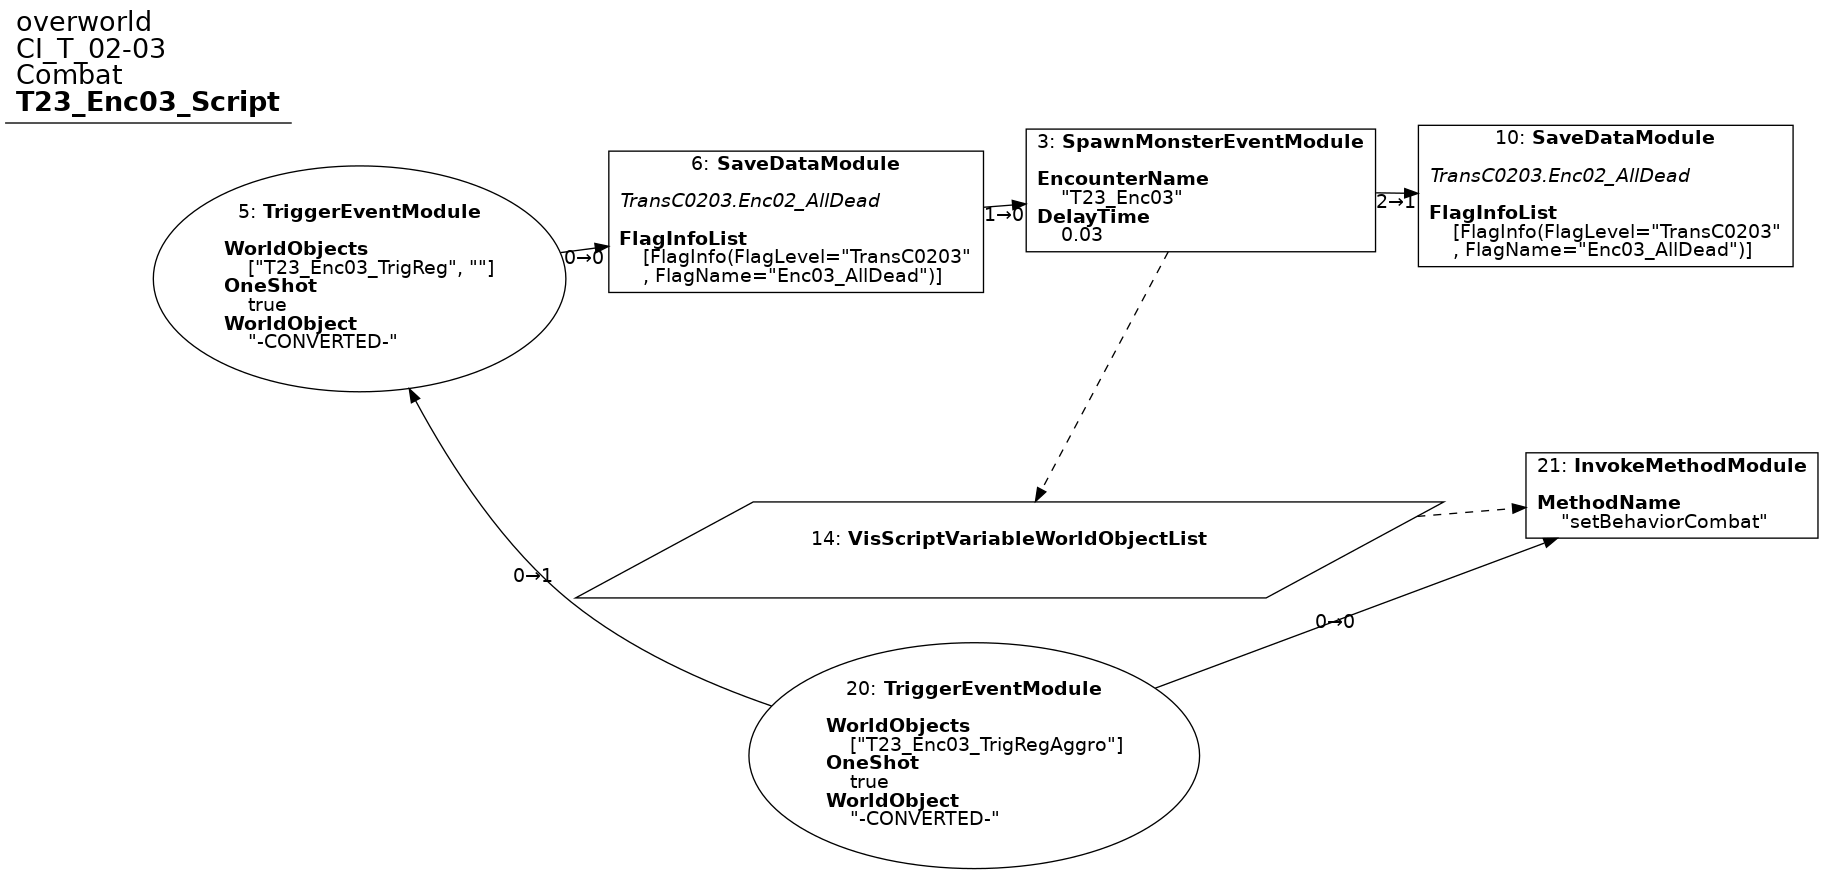 overworld
CI_T_02-03
Combat
T23_Enc03_Script
5: TriggerEventModule
WorldObjects
["T23_Enc03_TrigReg", ""]
OneShot
true
WorldObject
"-CONVERTED-"
0→0
6: SaveDataModule
TransC0203.Enc02_AllDead
FlagInfoList
[FlagInfo(FlagLevel="TransC0203"
, FlagName="Enc03_AllDead")]
1→0
3: SpawnMonsterEventModule
EncounterName
"T23_Enc03"
DelayTime
0.03
2→1
10: SaveDataModule
TransC0203.Enc02_AllDead
FlagInfoList
[FlagInfo(FlagLevel="TransC0203"
, FlagName="Enc03_AllDead")]
21: InvokeMethodModule
MethodName
"setBehaviorCombat"
14: VisScriptVariableWorldObjectList
0→1
0→0
20: TriggerEventModule
WorldObjects
["T23_Enc03_TrigRegAggro"]
OneShot
true
WorldObject
"-CONVERTED-"